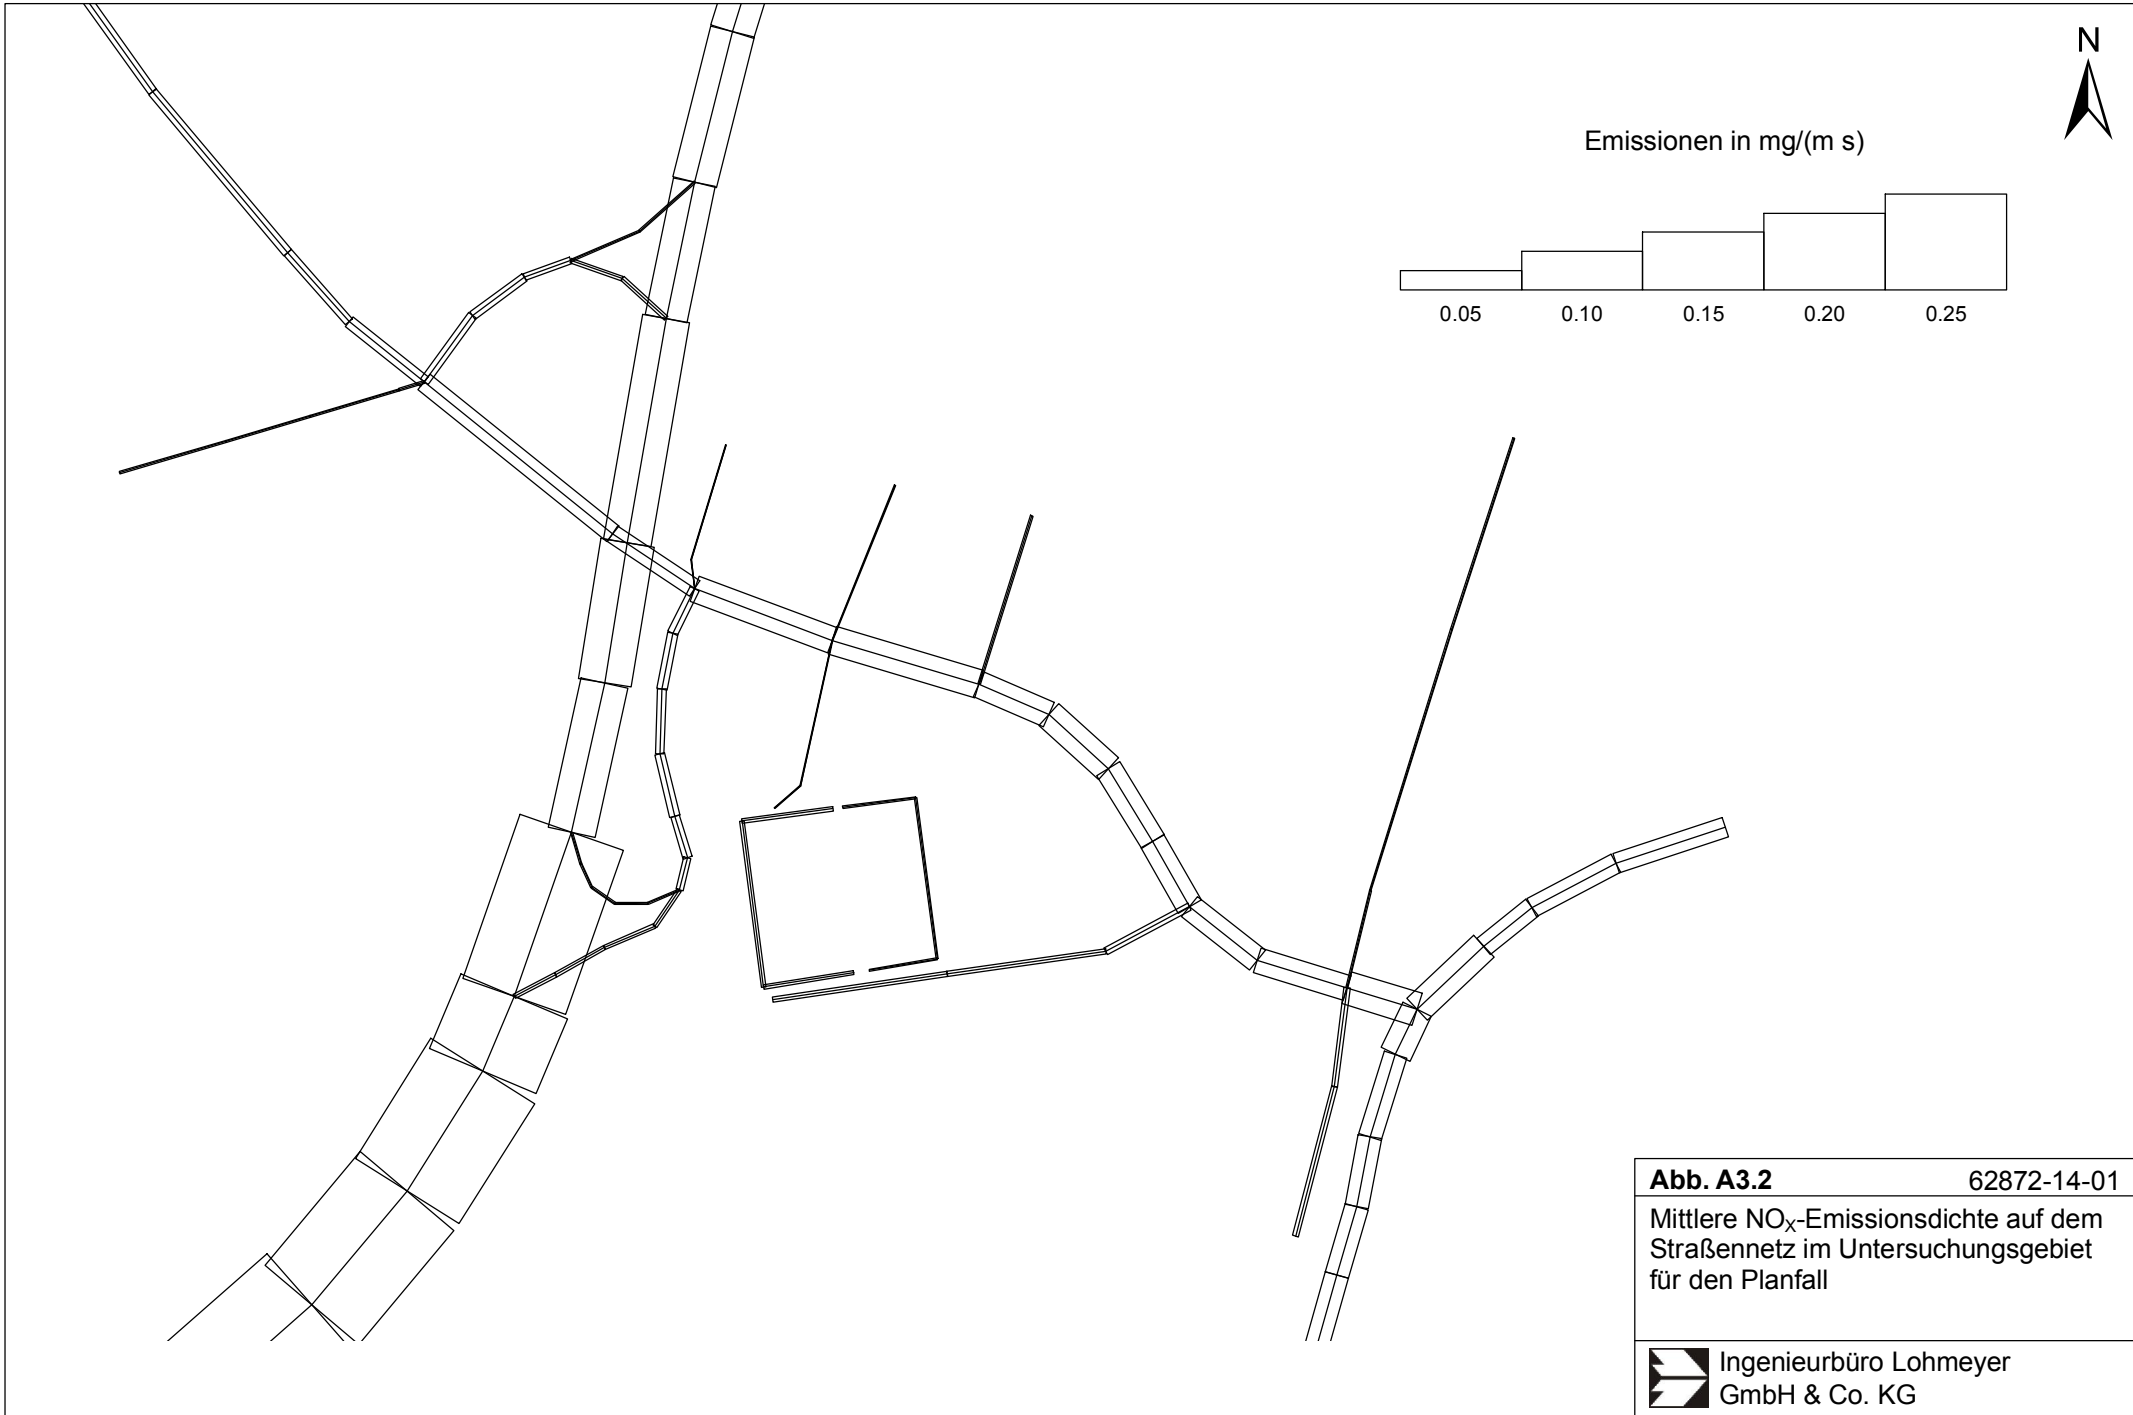 N
Emissionen in mg/(m s)
0.05 0.10 0.15 0.20 0.25
Abb. A3.2 62872-14-01
Mittlere NOX-Emissionsdichte auf dem
Straßennetz im Untersuchungsgebiet
für den Planfall
Ingenieurbüro Lohmeyer
GmbH & Co. KG